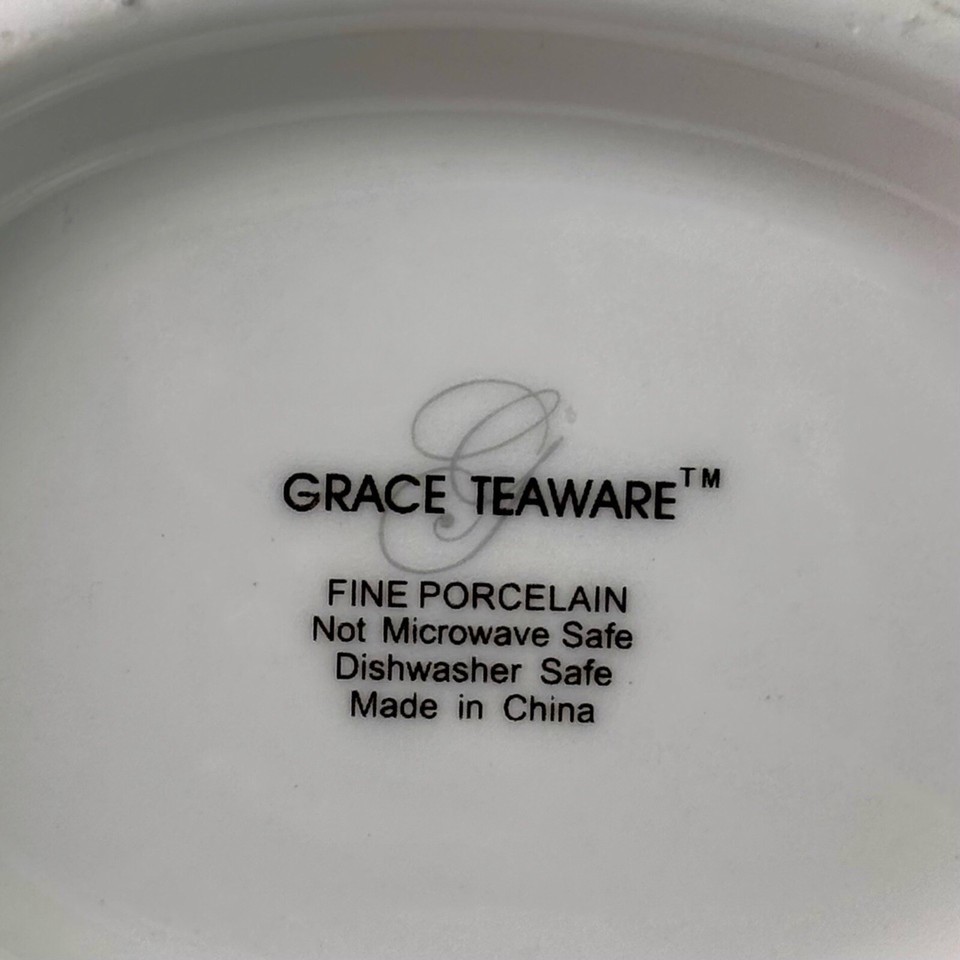 G
GRACE TEAWARE™
FINE PORCELAIN
Not Microwave Safe
Dishwasher Safe
Made in China